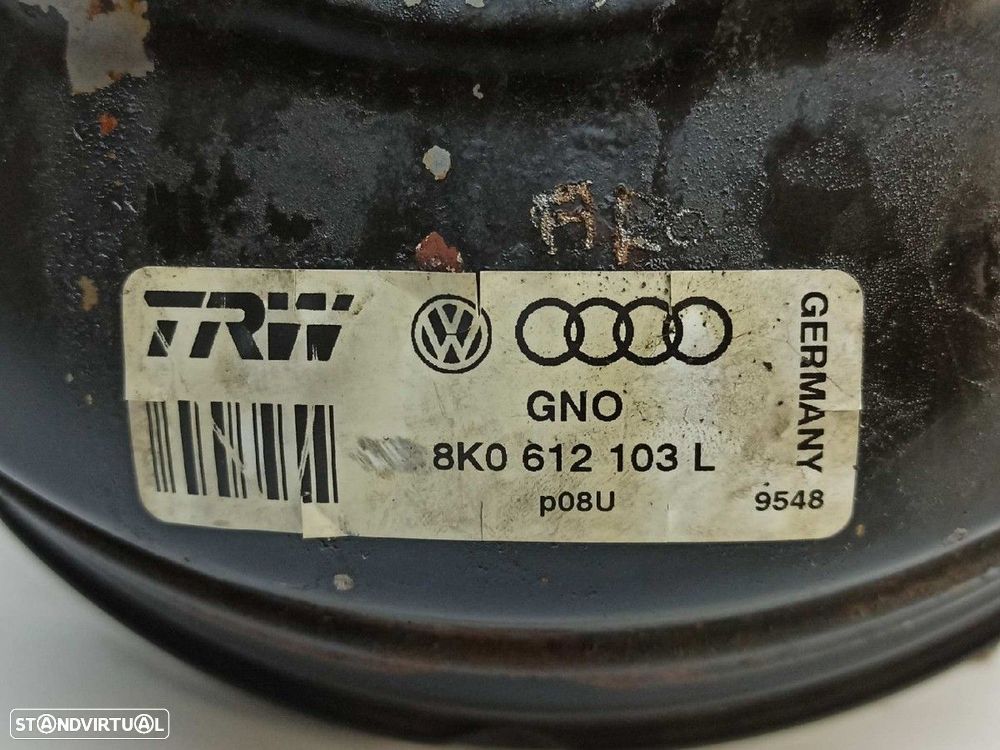 TRW
GNO
8K0 612 103 L
p08U
9548
GERMANY
STANDVIRTUAL